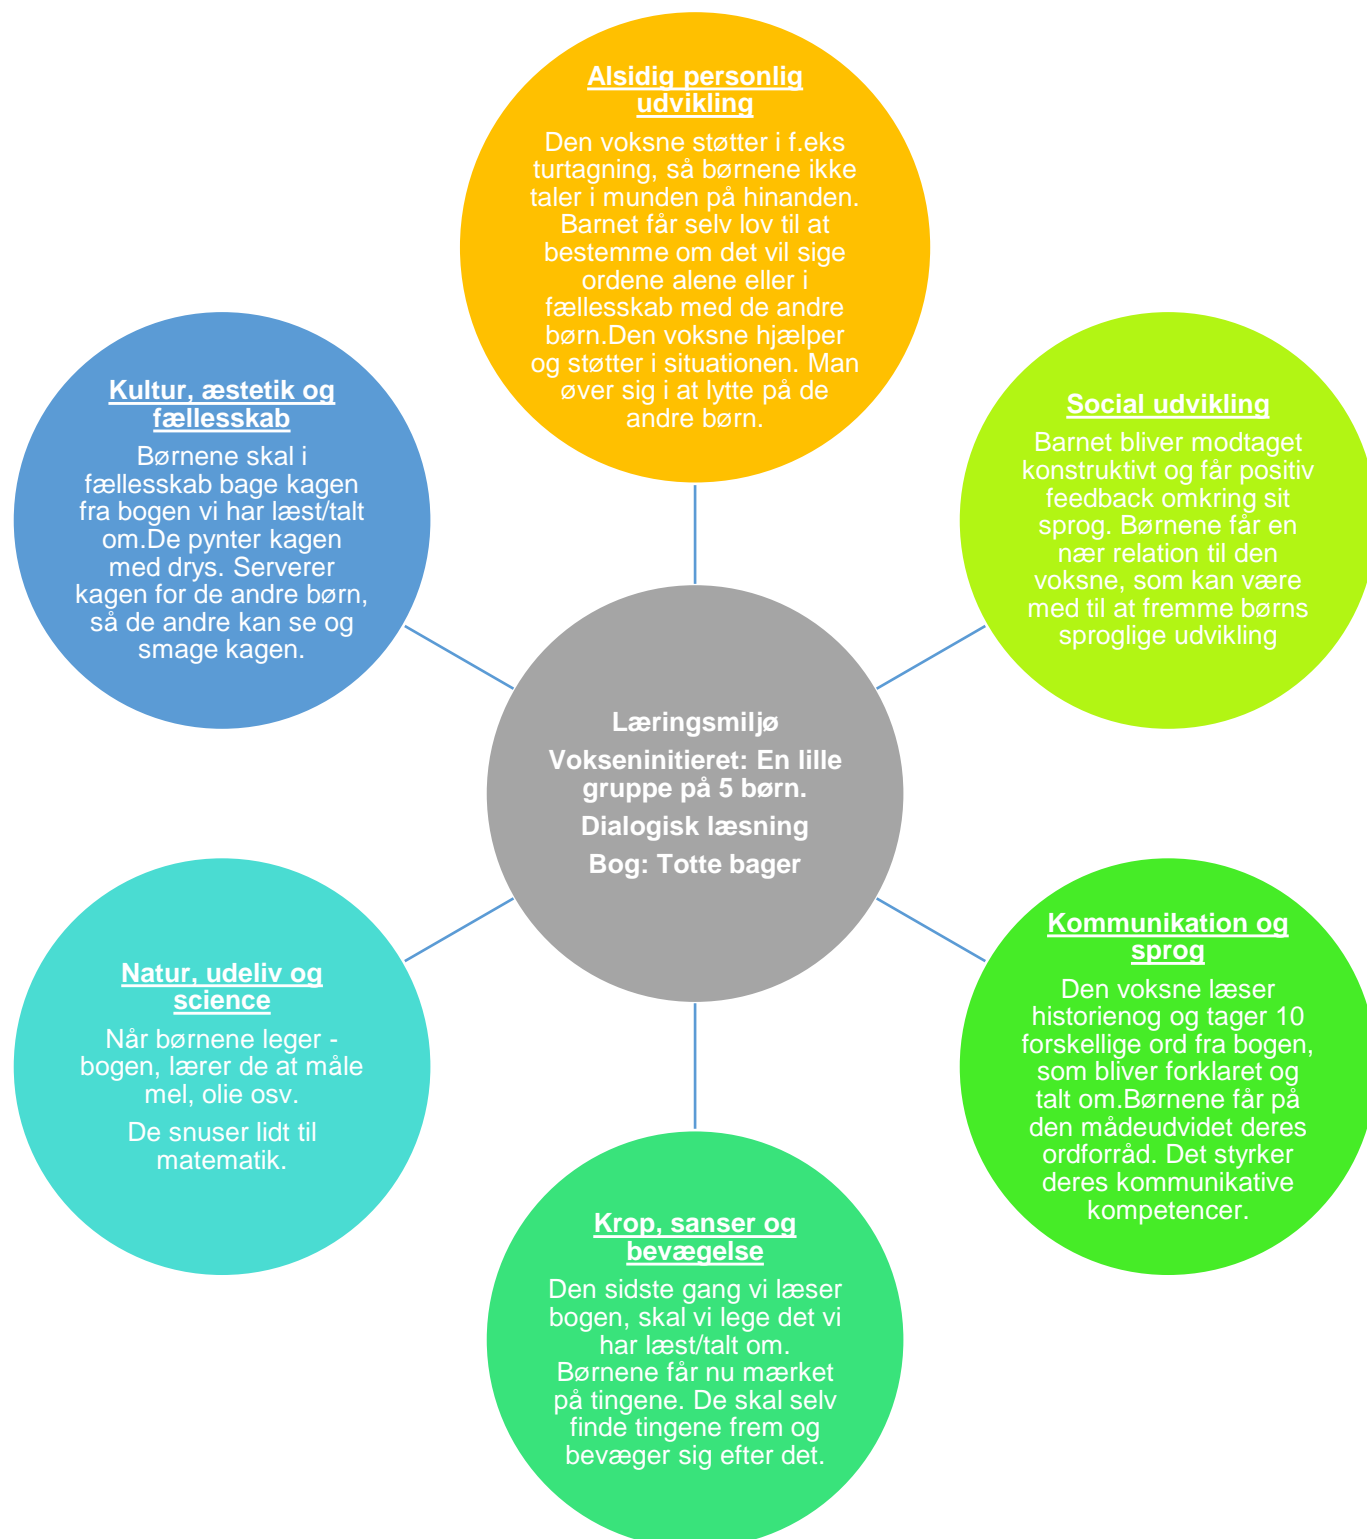 Alsidig personlig
udvikling
Den voksne støtter i f.eks
turtagning, så børnene ikke
taler i munden på hinanden.
Barnet får selv lov til at
bestemme om det vil sige
ordene alene eller i
fællesskab med de andre
børn.Den voksne hjælper
og støtter i situationen. Man
øver sig i at lytte på de
andre børn.
Social udvikling
Barnet bliver modtaget
konstruktivt og får positiv
feedback omkring sit
sprog. Børnene får en
nær relation til den
voksne, som kan være
med til at fremme børns
sproglige udvikling
Kommunikation og
sprog
Den voksne læser
historienog og tager 10
forskellige ord fra bogen,
som bliver forklaret og
talt om.Børnene får på
den mådeudvidet deres
ordforråd. Det styrker
deres kommunikative
kompetencer.
Krop, sanser og
bevægelse
Den sidste gang vi læser
bogen, skal vi lege det vi
har læst/talt om.
Børnene får nu mærket
på tingene. De skal selv
finde tingene frem og
bevæger sig efter det.
Natur, udeliv og
science
Når børnene leger -
bogen, lærer de at måle
mel, olie osv.
De snuser lidt til
matematik.
Kultur, æstetik og
fællesskab
Børnene skal i
fællesskab bage kagen
fra bogen vi har læst/talt
om.De pynter kagen
med drys. Serverer
kagen for de andre børn,
så de andre kan se og
smage kagen.
Læringsmiljø
Vokseninitieret: En lille
gruppe på 5 børn.
Dialogisk læsning
Bog: Totte bager